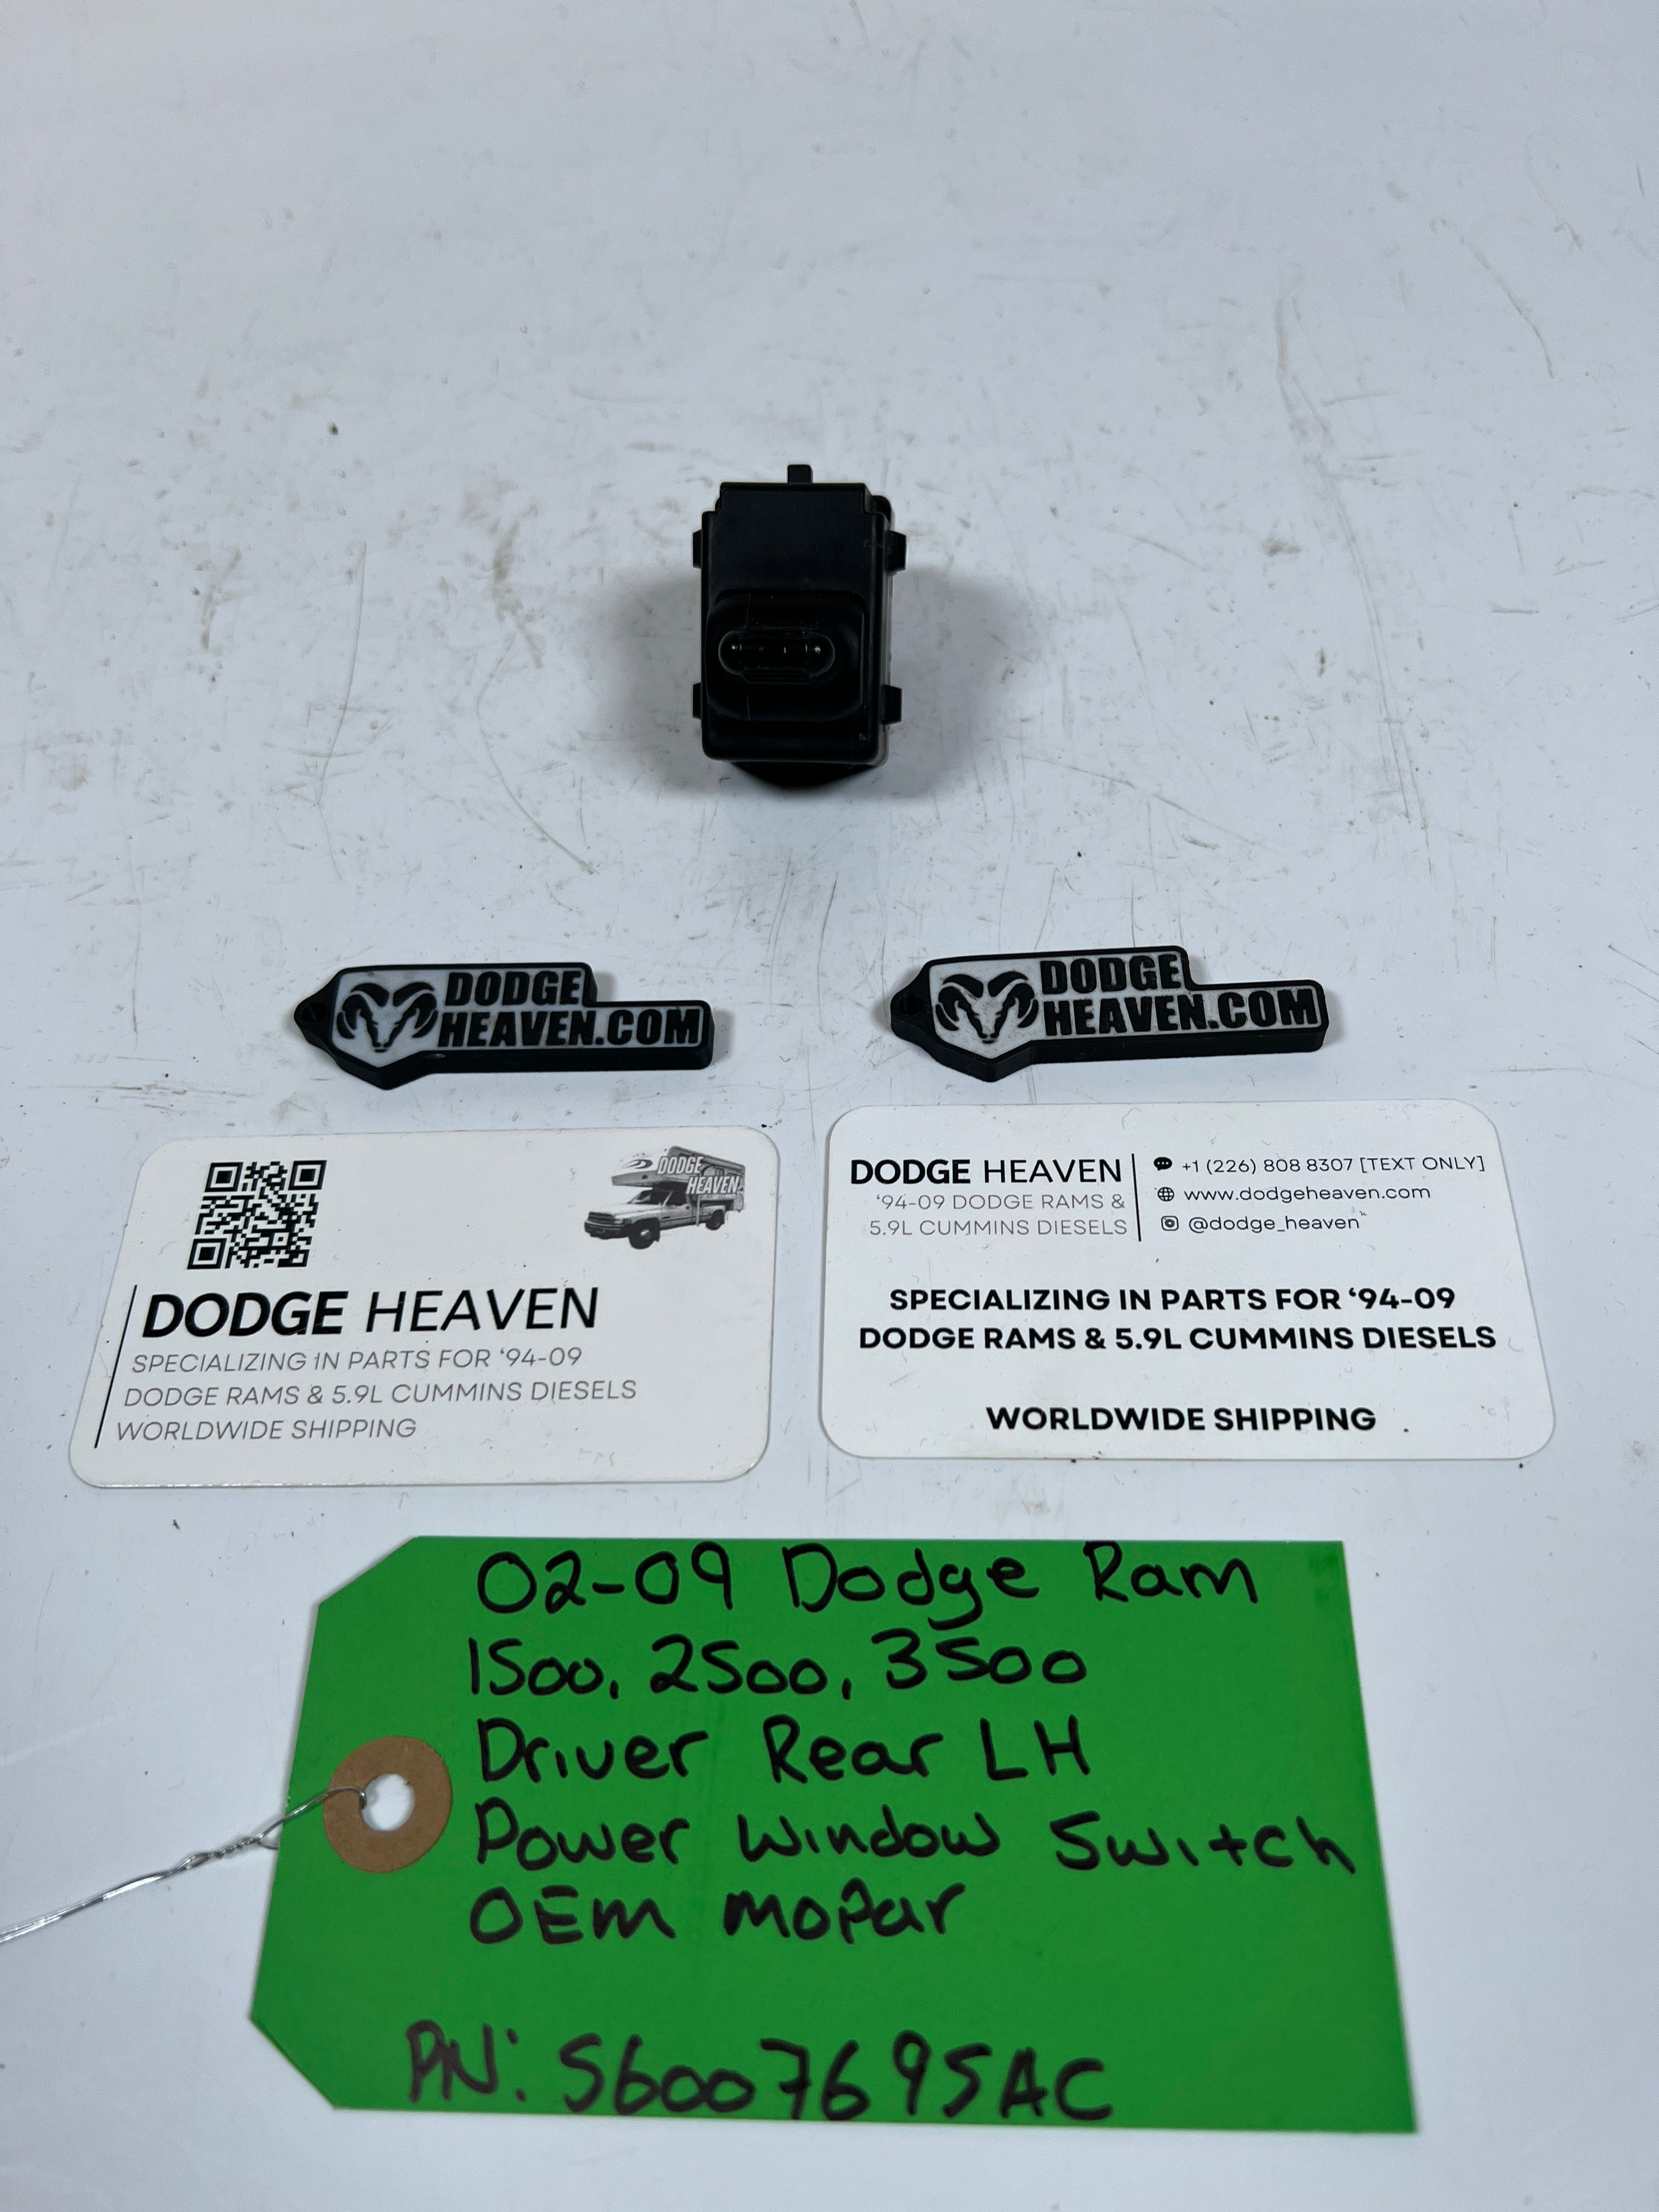 DODGE
HEAVEN.COM
DODGE
HEAVEN.COM
DODGE
HEAVEN
DODGE HEAVEN
SPECIALIZING IN PARTS FOR ‘94-09
DODGE RAMS & 5.9L CUMMINS DIESELS
WORLDWIDE SHIPPING
DODGE HEAVEN
‘94-09 DODGE RAMS &
5.9L CUMMINS DIESELS
+1 (226) 808 8307 [TEXT ONLY]
www.dodgeheaven.com
@dodge_heaven
SPECIALIZING IN PARTS FOR ‘94-09
DODGE RAMS & 5.9L CUMMINS DIESELS
WORLDWIDE SHIPPING
02-09 Dodge Ram
1500, 2500, 3500
Driver Rear LH
Power Window Switch
OEM Mopar
PN: 56007695AC